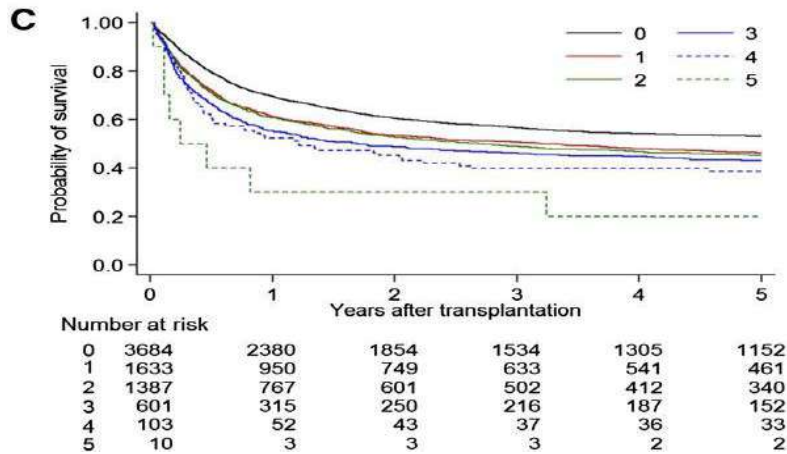 C
1.00
0.8
0.6
0.4
0.2
0.0
Probability of survival
0 3
1 4
2 5
0 1 2 3 4 5
Years after transplantation
Number at risk
0 3684 2380 1854 1534 1305 1152
1 1633 950 749 633 541 461
2 1387 767 601 502 412 340
3 601 315 250 216 187 152
4 103 52 43 37 36 33
5 10 3 3 3 2 2